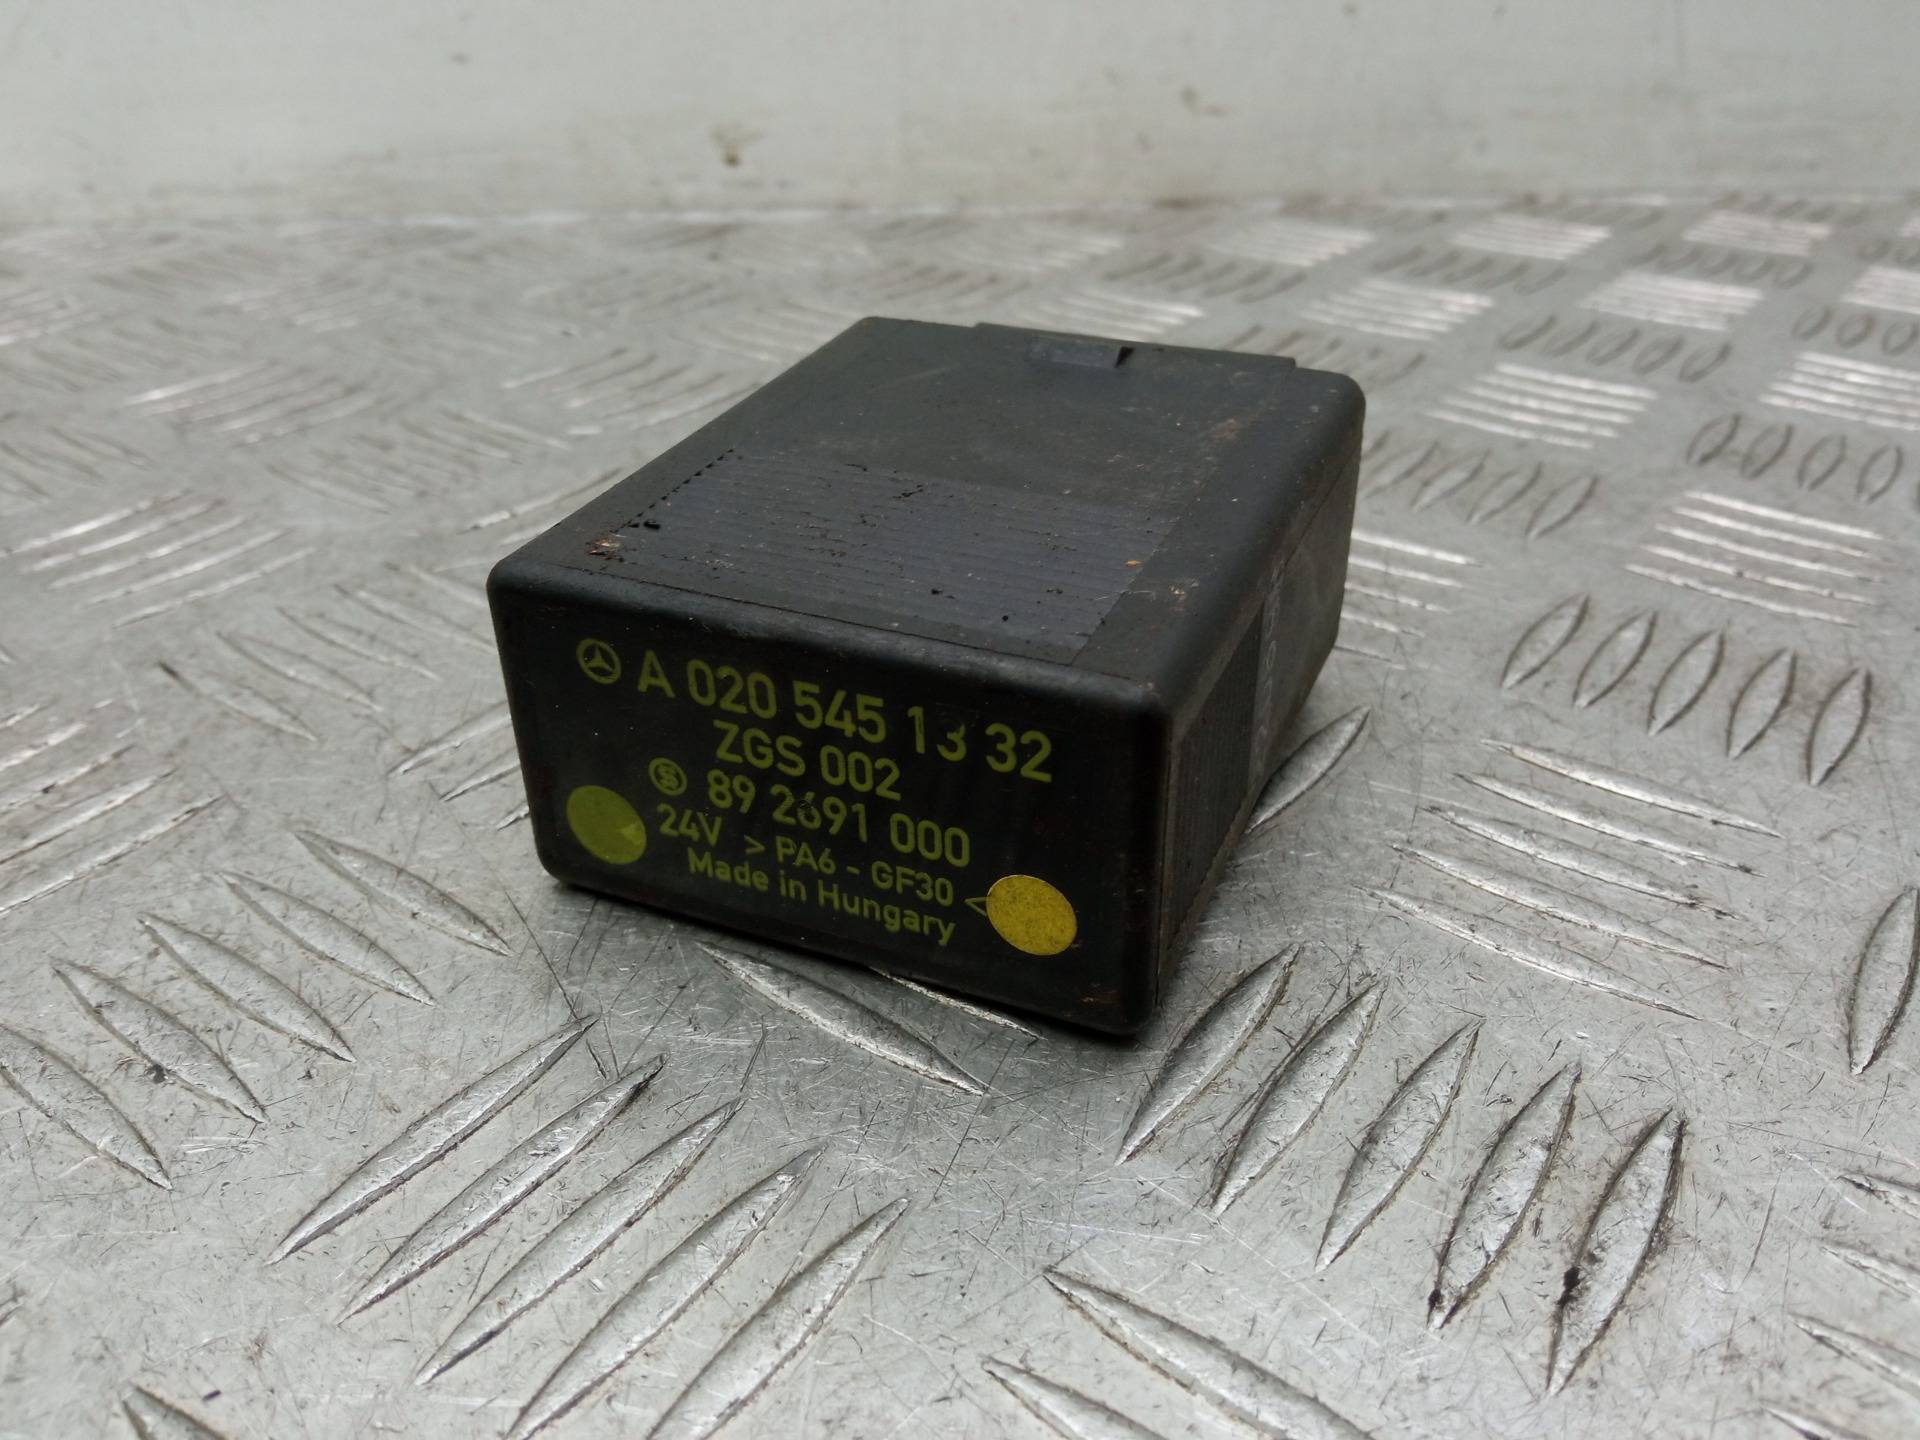 A 020 545 13 32
ZGS 002
S 89 2691 000
24V > PA6 - GF30 <
Made in Hungary